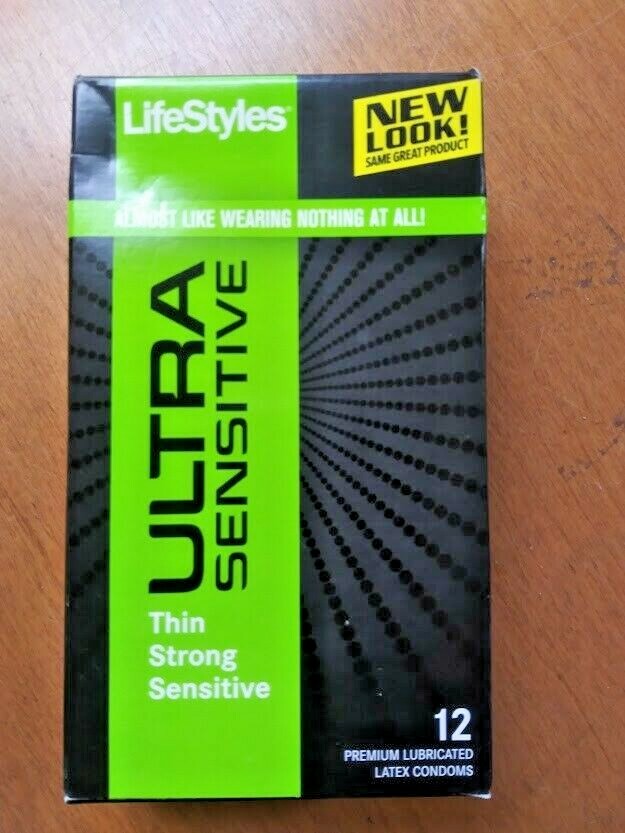 LifeStyles
NEW
LOOK!
SAME GREAT PRODUCT
ALMOST LIKE WEARING NOTHING AT ALL!
ULTRA
SENSITIVE
Thin
Strong
Sensitive
12
PREMIUM LUBRICATED
LATEX CONDOMS